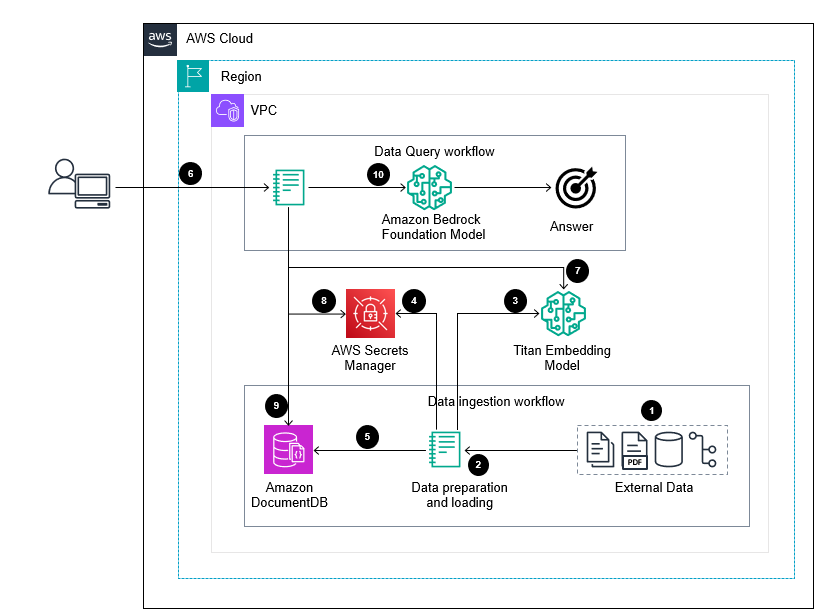 aws
AWS Cloud
Region
VPC
Data Query workflow
6
10
Amazon Bedrock
Foundation Model
Answer
7
8
4
3
AWS Secrets
Manager
Titan Embedding
Model
Data ingestion workflow
9
1
5
2
PDF
{}
Amazon
DocumentDB
Data preparation
and loading
External Data